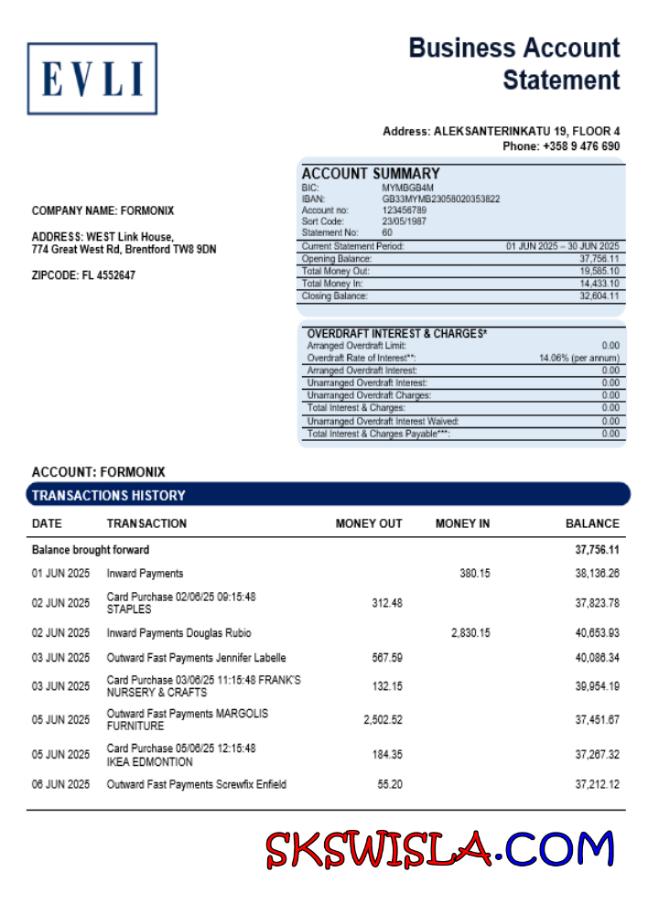 EVLI
Business Account
Statement
Address: ALEKSANTERINKATU 19, FLOOR 4
Phone: +358 9 476 690
ACCOUNT SUMMARY
BIC: MYMBGB4M
IBAN: GB33MYMB23058020353822
Account no: 123456789
Sort Code: 23/05/1987
Statement No: 60
Current Statement Period: 01 JUN 2025 – 30 JUN 2025
Opening Balance: 37,756.11
Total Money Out: 19,585.10
Total Money In: 14,433.10
Closing Balance: 32,604.11
COMPANY NAME: FORMONIX
ADDRESS: WEST Link House,
774 Great West Rd, Brentford TW8 9DN
ZIPCODE: FL 4552647
OVERDRAFT INTEREST & CHARGES*
Arranged Overdraft Limit: 0.00
Overdraft Rate of Interest**: 14.06% (per annum)
Arranged Overdraft Interest: 0.00
Unarranged Overdraft Interest: 0.00
Unarranged Overdraft Charges: 0.00
Total Interest & Charges: 0.00
Unarranged Overdraft Interest Waived: 0.00
Total Interest & Charges Payable***: 0.00
ACCOUNT: FORMONIX
TRANSACTIONS HISTORY
DATE TRANSACTION MONEY OUT MONEY IN BALANCE
Balance brought forward 37,756.11
01 JUN 2025 Inward Payments 380.15 38,136.26
02 JUN 2025 Card Purchase 02/06/25 09:15:48
STAPLES 312.48 37,823.78
02 JUN 2025 Inward Payments Douglas Rubio 2,830.15 40,653.93
03 JUN 2025 Outward Fast Payments Jennifer Labelle 567.59 40,086.34
03 JUN 2025 Card Purchase 03/06/25 11:15:48 FRANK'S
NURSERY & CRAFTS 132.15 39,954.19
05 JUN 2025 Outward Fast Payments MARGOLIS
FURNITURE 2,502.52 37,451.67
05 JUN 2025 Card Purchase 05/06/25 12:15:48
IKEA EDMONTION 184.35 37,267.32
06 JUN 2025 Outward Fast Payments Screwfix Enfield 55.20 37,212.12
SKSWISLA.COM